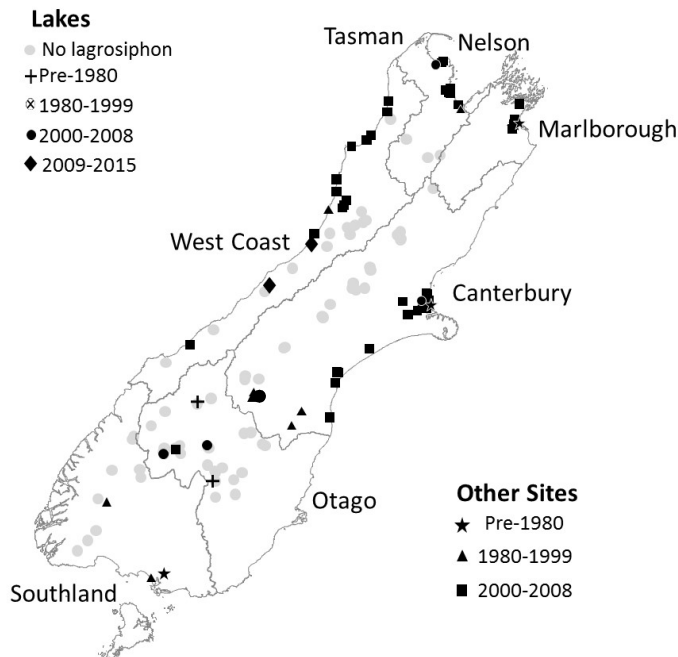 Lakes
No lagrosiphon
Pre-1980
1980-1999
2000-2008
2009-2015
Tasman
Nelson
Marlborough
West Coast
Canterbury
Otago
Southland
Other Sites
Pre-1980
1980-1999
2000-2008